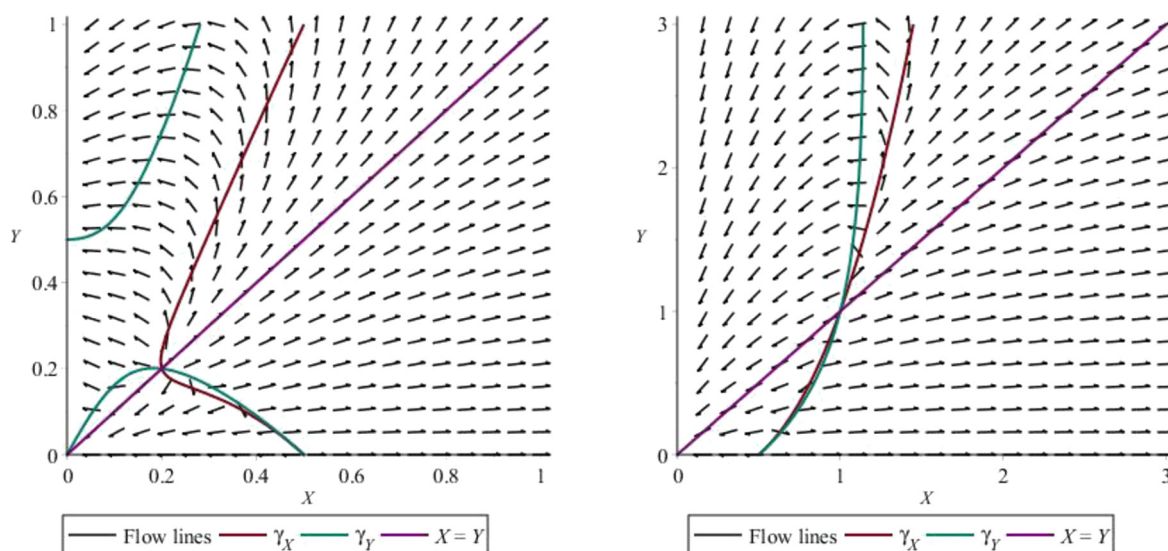 1
0.8
0.6
Y
0.4
0.2
0
0 0.2 0.4 0.6 0.8 1
X
Flow lines γX γY X = Y
3
2
Y
1
0
0 1 2 3
X
Flow lines γX γY X = Y